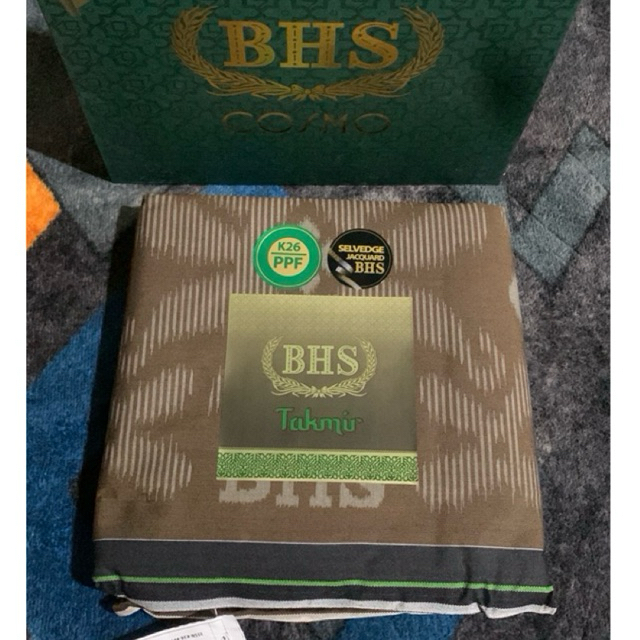 BHS
COSMO
K26
PPF
SELVEDGE
JACQUARD
BHS
BHS
Takmir
BHS